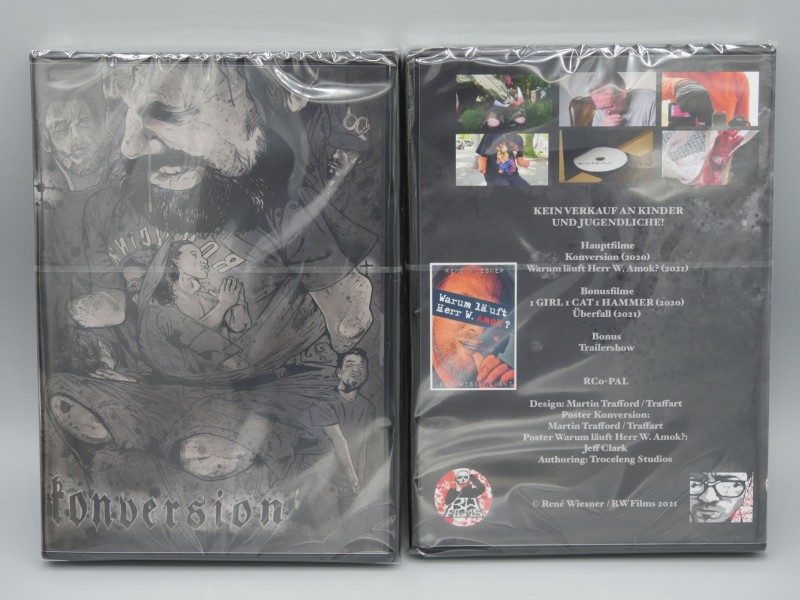 konversion
KEIN VERKAUF AN KINDER
UND JUGENDLICHE!
Hauptfilme
Konversion (2020)
Warum läuft Herr W. Amok? (2021)
Bonusfilme
1 GIRL 1 CAT 1 HAMMER (2020)
Überfall (2021)
Bonus
Trailershow
RCo-PAL
Design: Martin Trafford / Traffart
Poster Konversion:
Martin Trafford / Traffart
Poster Warum läuft Herr W. Amok?:
Jeff Clark
Authoring: Troceleng Studios
© René Wiesner / RWFilms 2021
Warum läuft
Herr W. Amok?
RW
FILMS